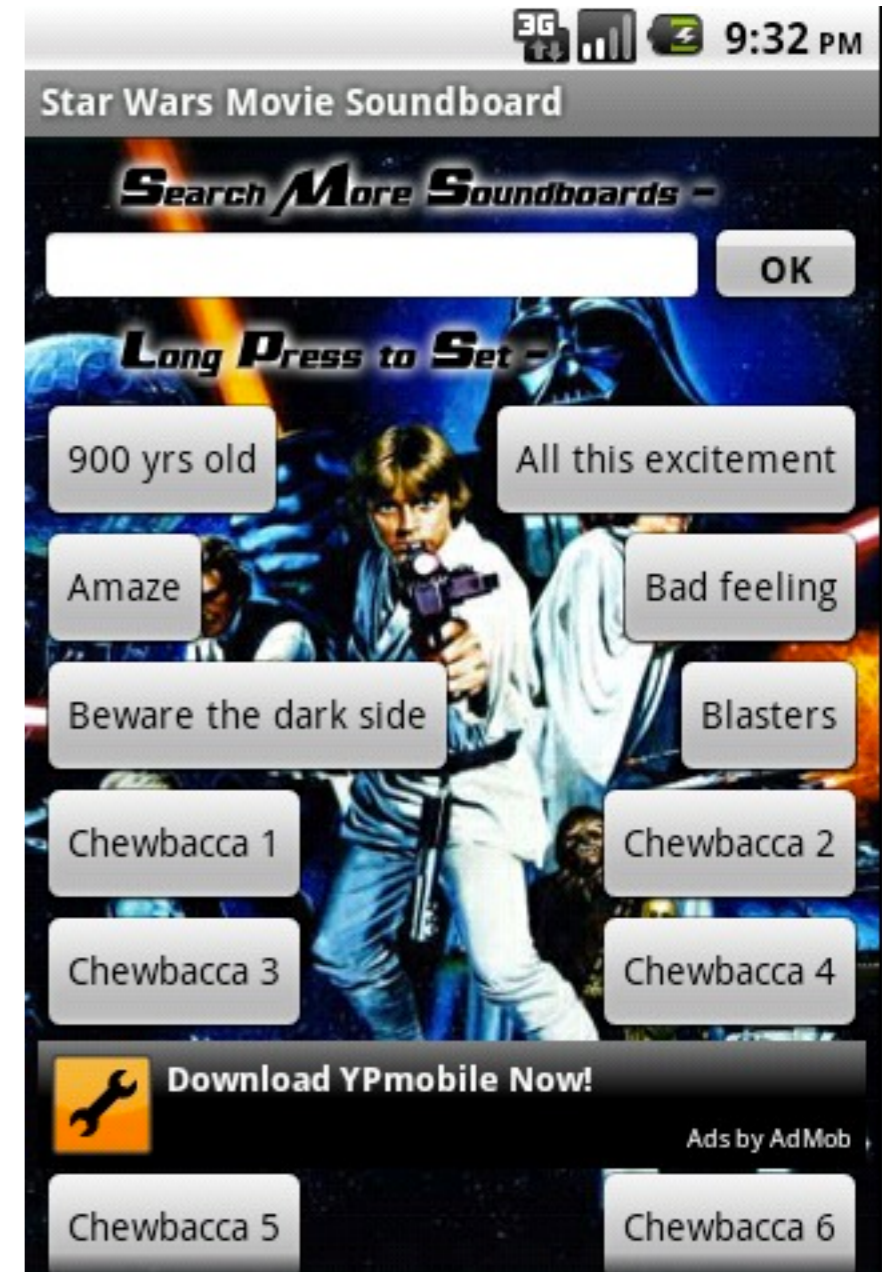 3G 9:32 PM
Star Wars Movie Soundboard
Search More Soundboards -
OK
Long Press to Set -
900 yrs old All this excitement
Amaze Bad feeling
Beware the dark side Blasters
Chewbacca 1 Chewbacca 2
Chewbacca 3 Chewbacca 4
Download YPmobile Now!
Ads by AdMob
Chewbacca 5 Chewbacca 6